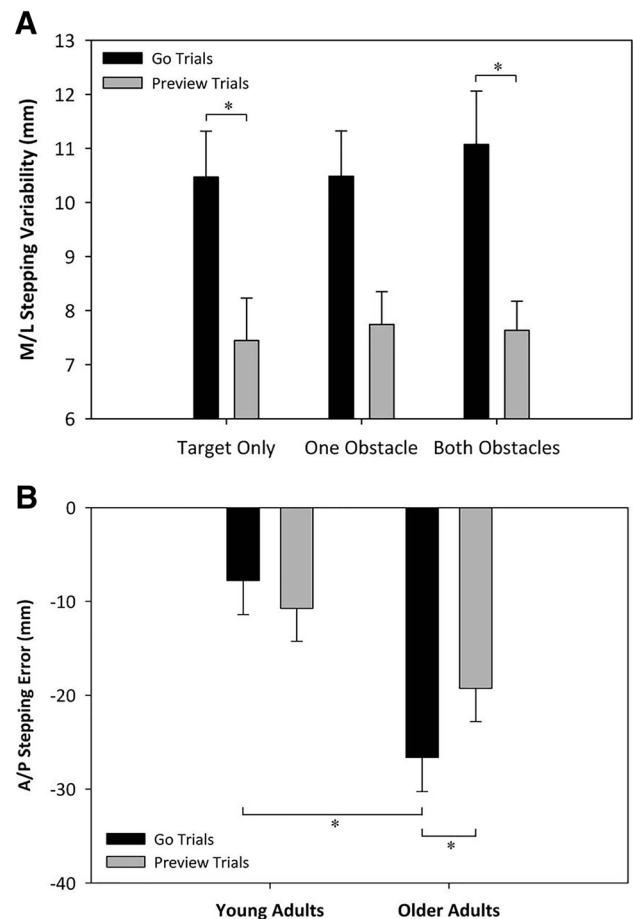 A
M/L Stepping Variability (mm)
13
12
11
10
9
8
7
6
Go Trials
Preview Trials
*
*
Target Only One Obstacle Both Obstacles
B
A/P Stepping Error (mm)
0
-10
-20
-30
-40
*
*
Go Trials
Preview Trials
Young Adults Older Adults